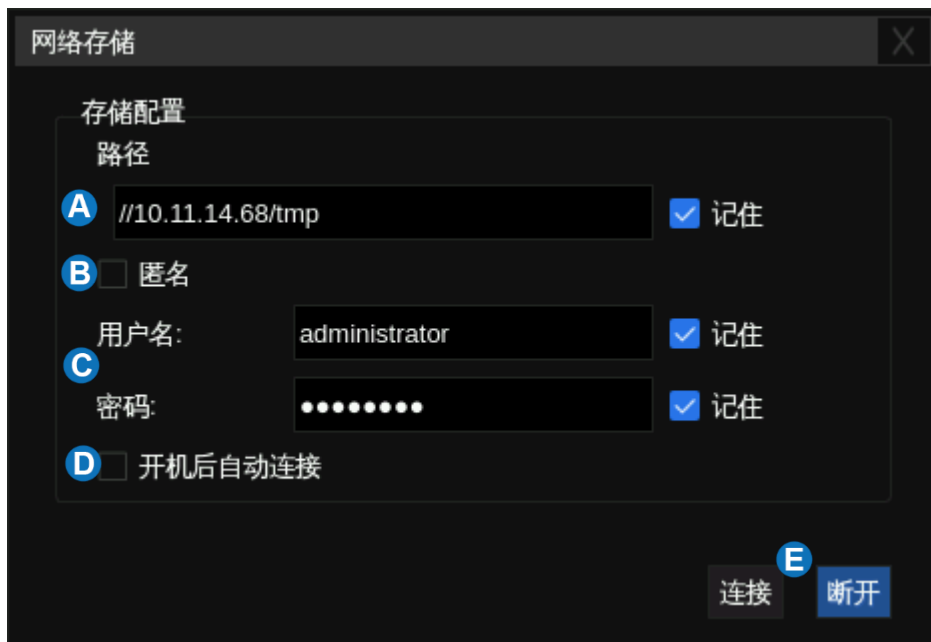 网络存储 X
存储配置
路径
A //10.11.14.68/tmp 记住
B 匿名
用户名: administrator 记住
C
密码: ●●●●●●●● 记住
D 开机后自动连接
E
连接 断开